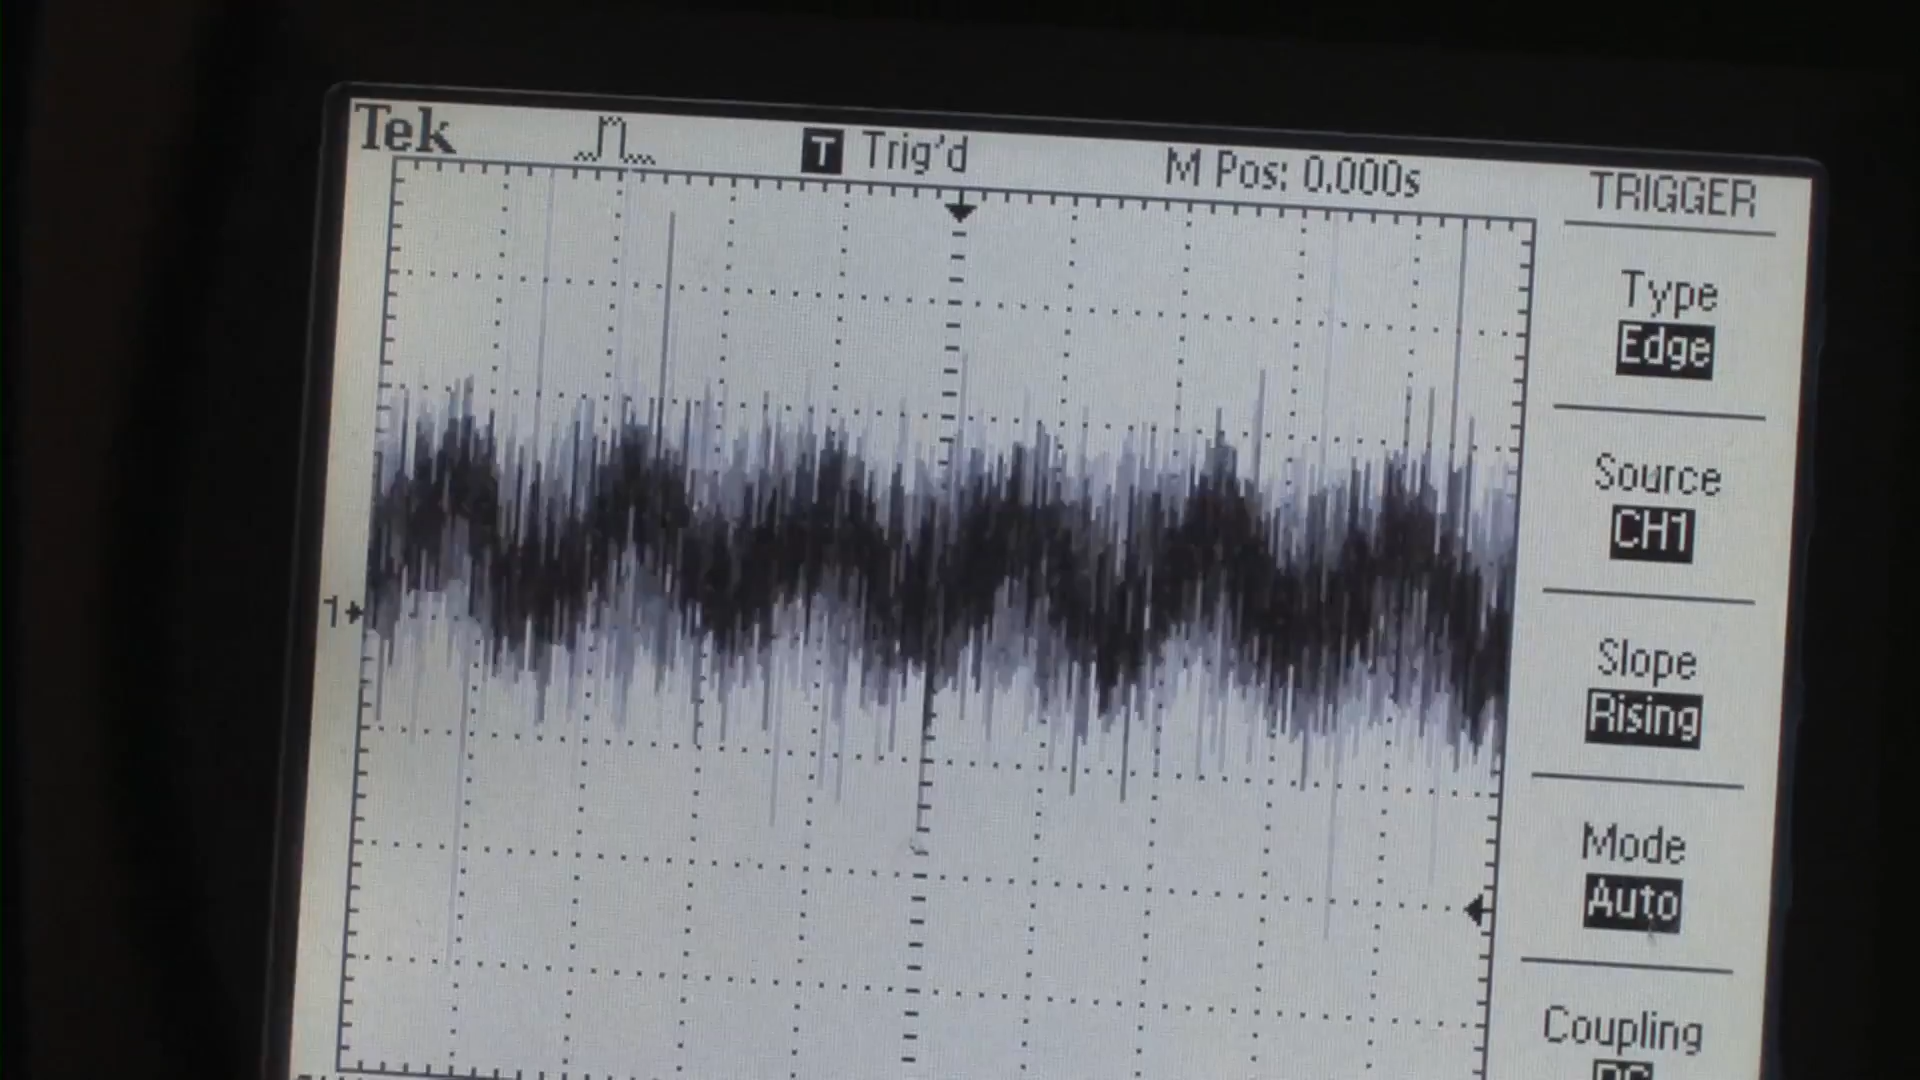 Tek T Trig'd M Pos: 0.000s TRIGGER
Type
Edge
Source
CH1
1
Slope
Rising
Mode
Auto
Coupling